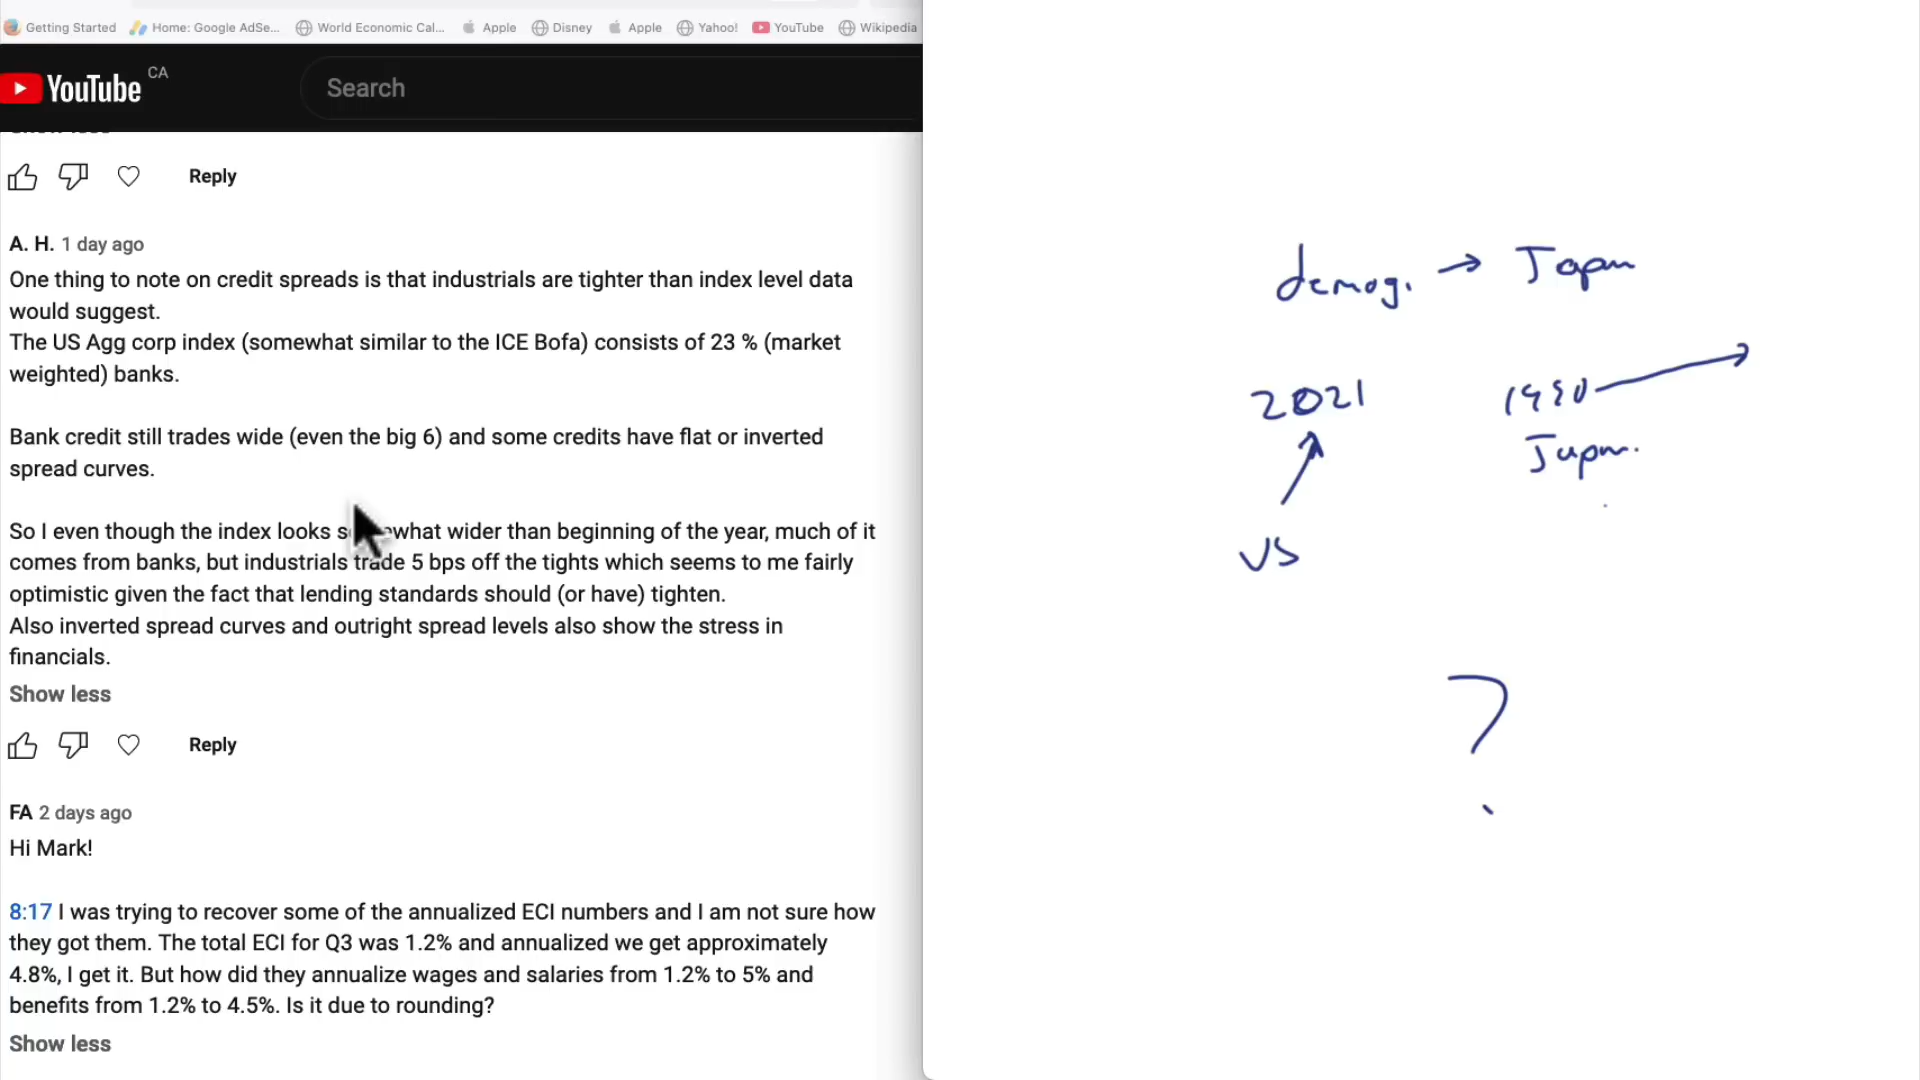 Getting Started
Home: Google AdSe...
World Economic Cal...
Apple
Disney
Apple
Yahoo!
YouTube
Wikipedia
YouTube CA
Search
Reply
A. H. 1 day ago
One thing to note on credit spreads is that industrials are tighter than index level data
would suggest.
The US Agg corp index (somewhat similar to the ICE Bofa) consists of 23 % (market
weighted) banks.
Bank credit still trades wide (even the big 6) and some credits have flat or inverted
spread curves.
So I even though the index looks somewhat wider than beginning of the year, much of it
comes from banks, but industrials trade 5 bps off the tights which seems to me fairly
optimistic given the fact that lending standards should (or have) tighten.
Also inverted spread curves and outright spread levels also show the stress in
financials.
Show less
Reply
FA 2 days ago
Hi Mark!
8:17 I was trying to recover some of the annualized ECI numbers and I am not sure how
they got them. The total ECI for Q3 was 1.2% and annualized we get approximately
4.8%, I get it. But how did they annualize wages and salaries from 1.2% to 5% and
benefits from 1.2% to 4.5%. Is it due to rounding?
Show less
demog. → Japan
2021 1990
Japan.
US
?